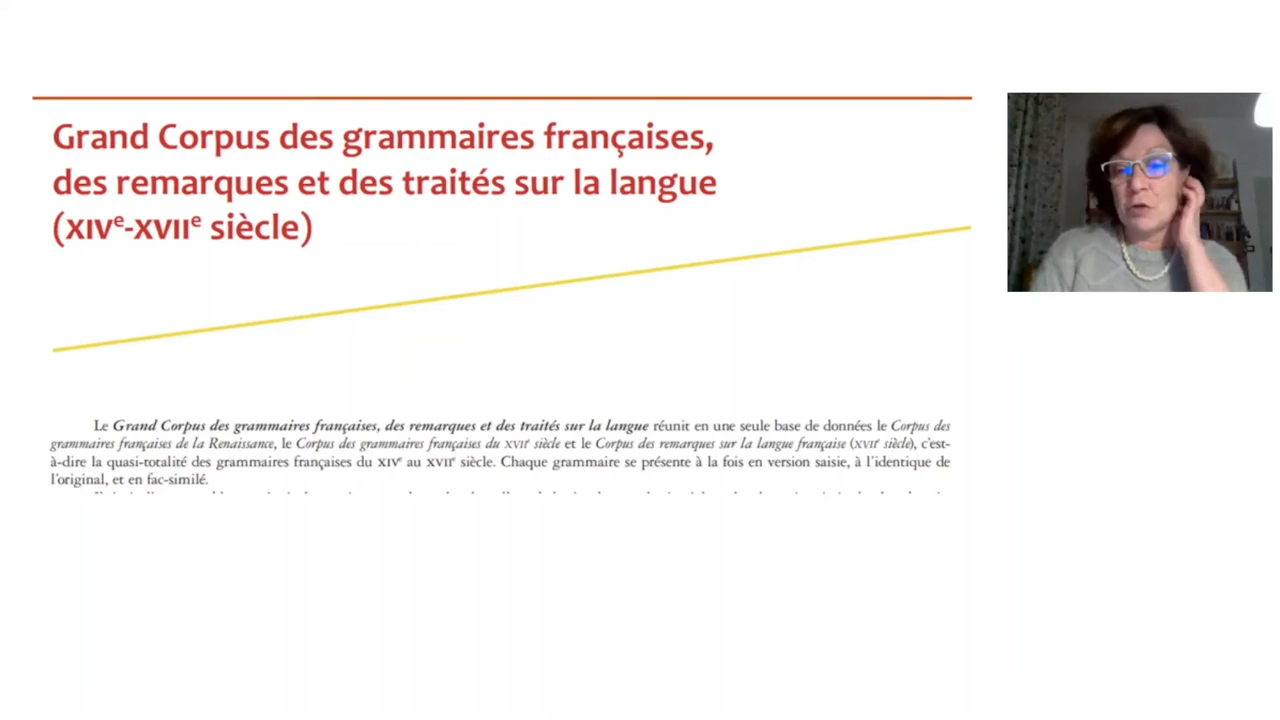 Grand Corpus des grammaires françaises,
des remarques et des traités sur la langue
(XIVe-XVIIe siècle)
Le Grand Corpus des grammaires françaises, des remarques et des traités sur la langue réunit en une seule base de données le Corpus des
grammaires françaises de la Renaissance, le Corpus des grammaires françaises du XVIIe siècle et le Corpus des remarques sur la langue française (XVIIe siècle), c'est-
à-dire la quasi-totalité des grammaires françaises du XIVe au XVIIe siècle. Chaque grammaire se présente à la fois en version saisie, à l'identique de
l'original, et en fac-similé.